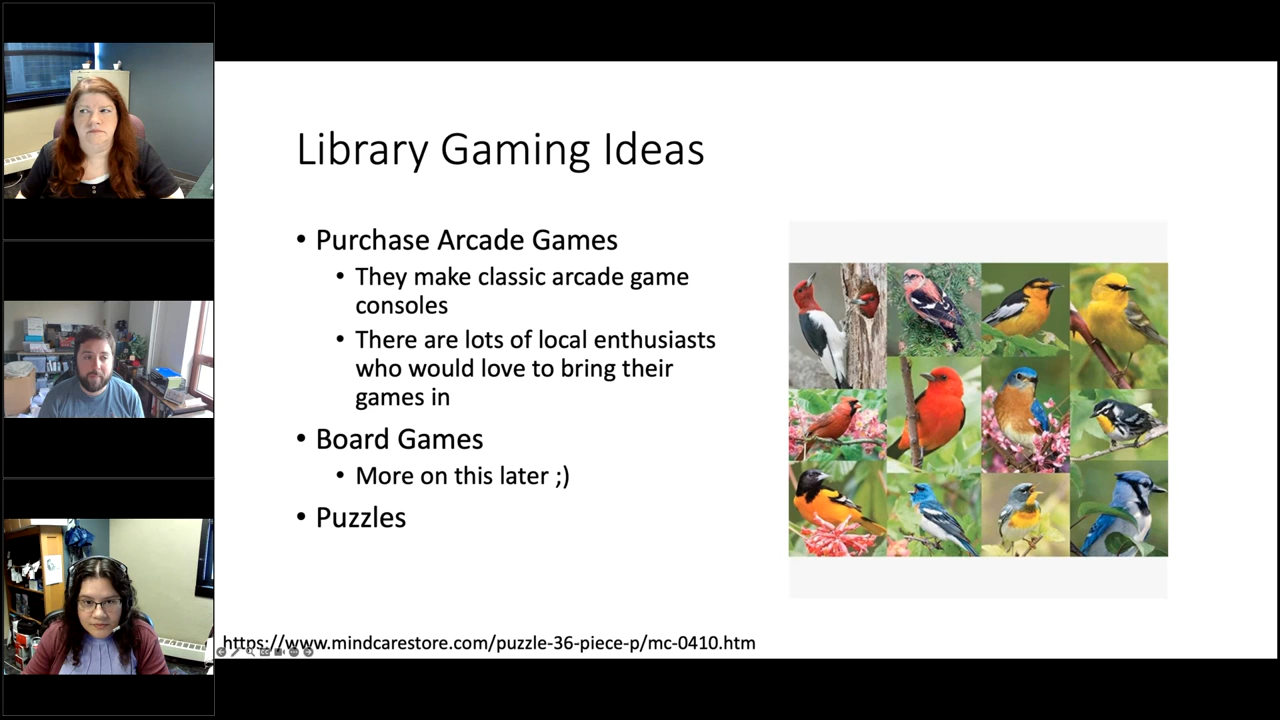 Library Gaming Ideas
• Purchase Arcade Games
• They make classic arcade game
consoles
• There are lots of local enthusiasts
who would love to bring their
games in
• Board Games
• More on this later ;)
• Puzzles
https://www.mindcarestore.com/puzzle-36-piece-p/mc-0410.htm